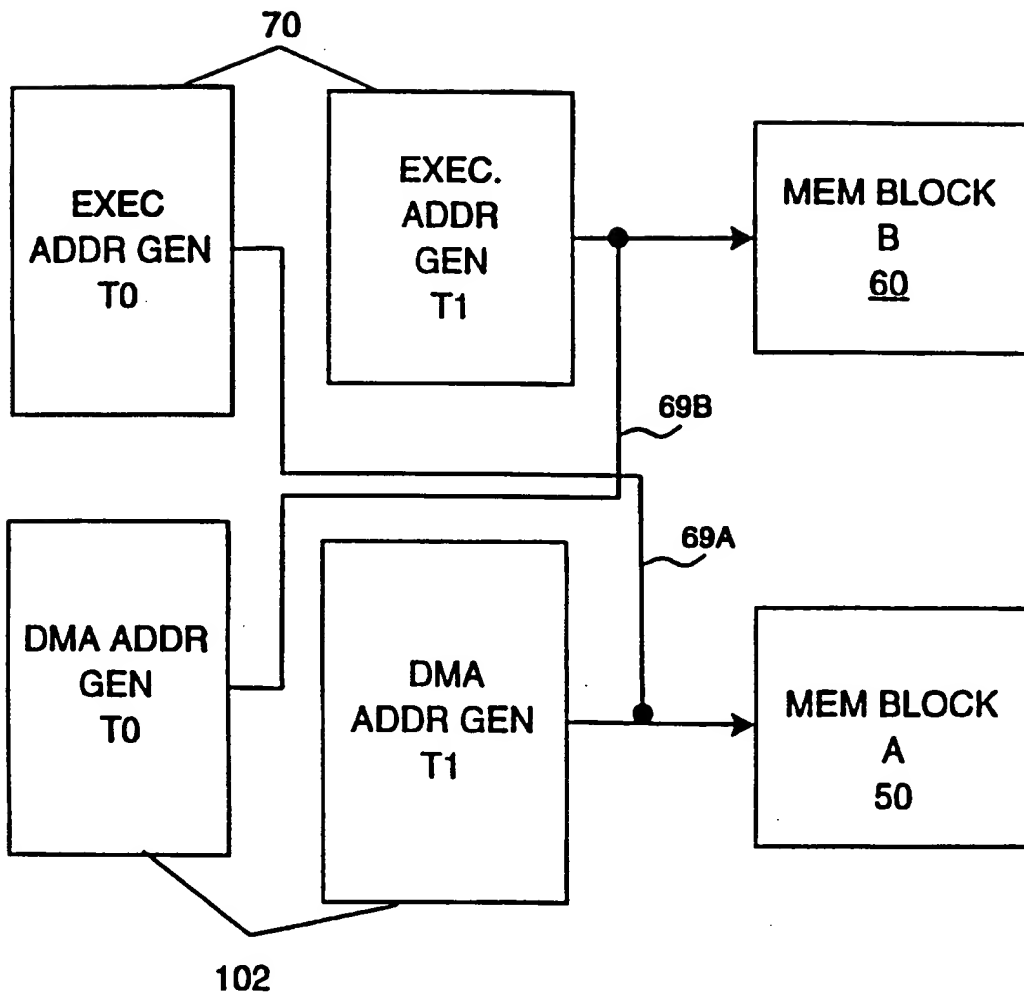 70
EXEC
ADDR GEN
T0
EXEC.
ADDR
GEN
T1
MEM BLOCK
B
60
69B
69A
DMA ADDR
GEN
T0
DMA
ADDR GEN
T1
MEM BLOCK
A
50
102